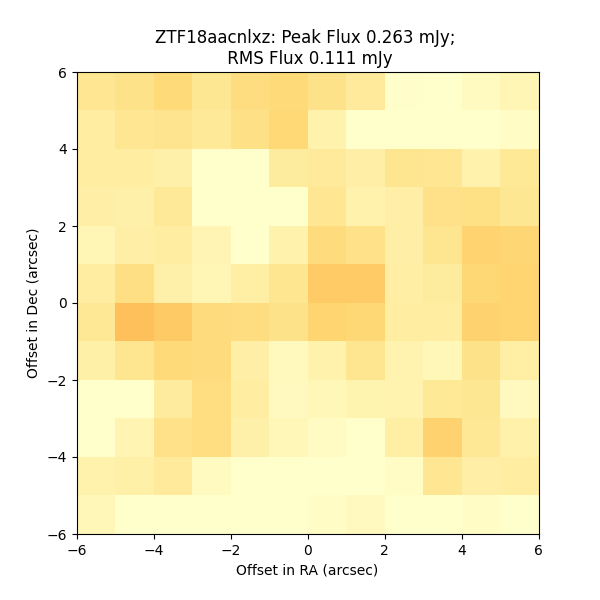 ZTF18aacnlxz: Peak Flux 0.263 mJy;
RMS Flux 0.111 mJy
6
4
2
0
−2
−4
−6
Offset in Dec (arcsec)
−6 −4 −2 0 2 4 6
Offset in RA (arcsec)